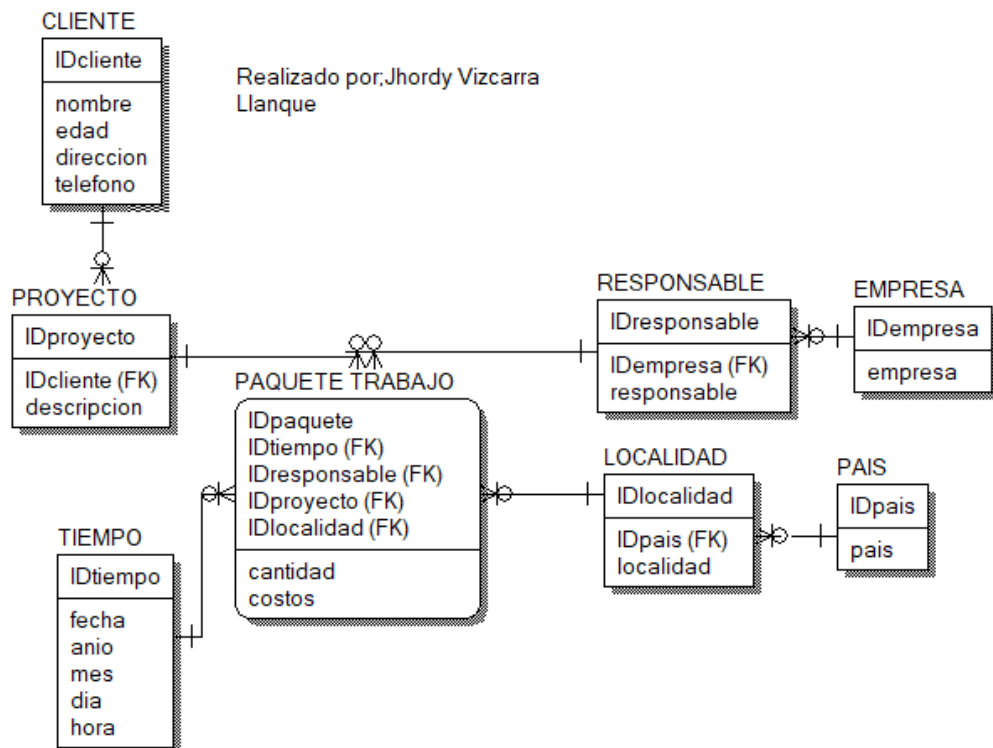 CLIENTE
IDcliente
nombre
edad
direccion
telefono
Realizado por;Jhordy Vizcarra
Llanque
PROYECTO
IDproyecto
IDcliente (FK)
descripcion
RESPONSABLE
IDresponsable
IDempresa (FK)
responsable
EMPRESA
IDempresa
empresa
PAQUETE TRABAJO
IDpaquete
IDtiempo (FK)
IDresponsable (FK)
IDproyecto (FK)
IDlocalidad (FK)
cantidad
costos
LOCALIDAD
IDlocalidad
IDpais (FK)
localidad
PAIS
IDpais
pais
TIEMPO
IDtiempo
fecha
anio
mes
dia
hora